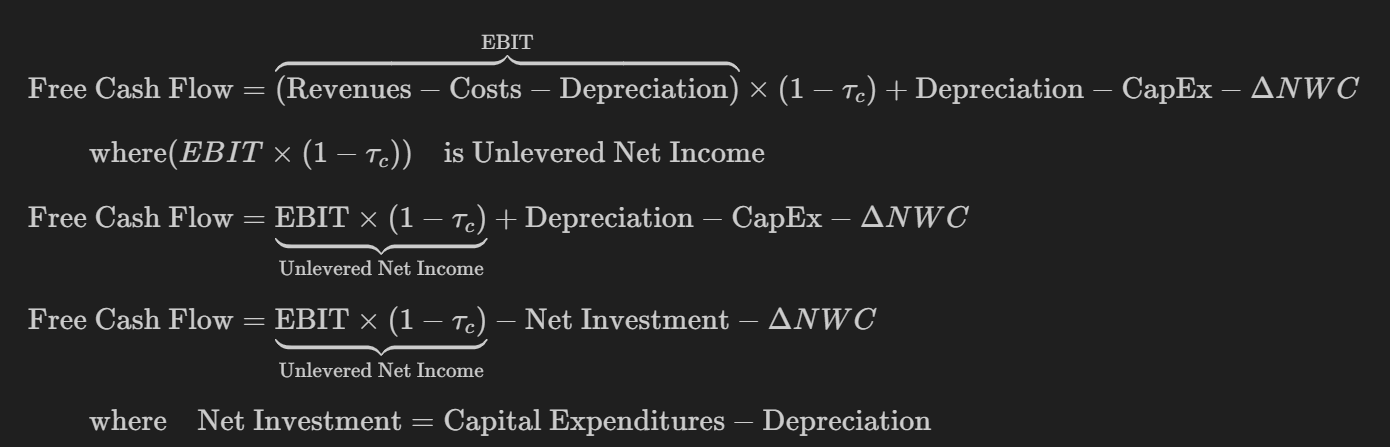 EBIT
Free Cash Flow = (Revenues − Costs − Depreciation) × (1 − τc) + Depreciation − CapEx − ΔNWC
where(EBIT × (1 − τc)) is Unlevered Net Income
Free Cash Flow = EBIT × (1 − τc) + Depreciation − CapEx − ΔNWC
Unlevered Net Income
Free Cash Flow = EBIT × (1 − τc) − Net Investment − ΔNWC
Unlevered Net Income
where Net Investment = Capital Expenditures − Depreciation